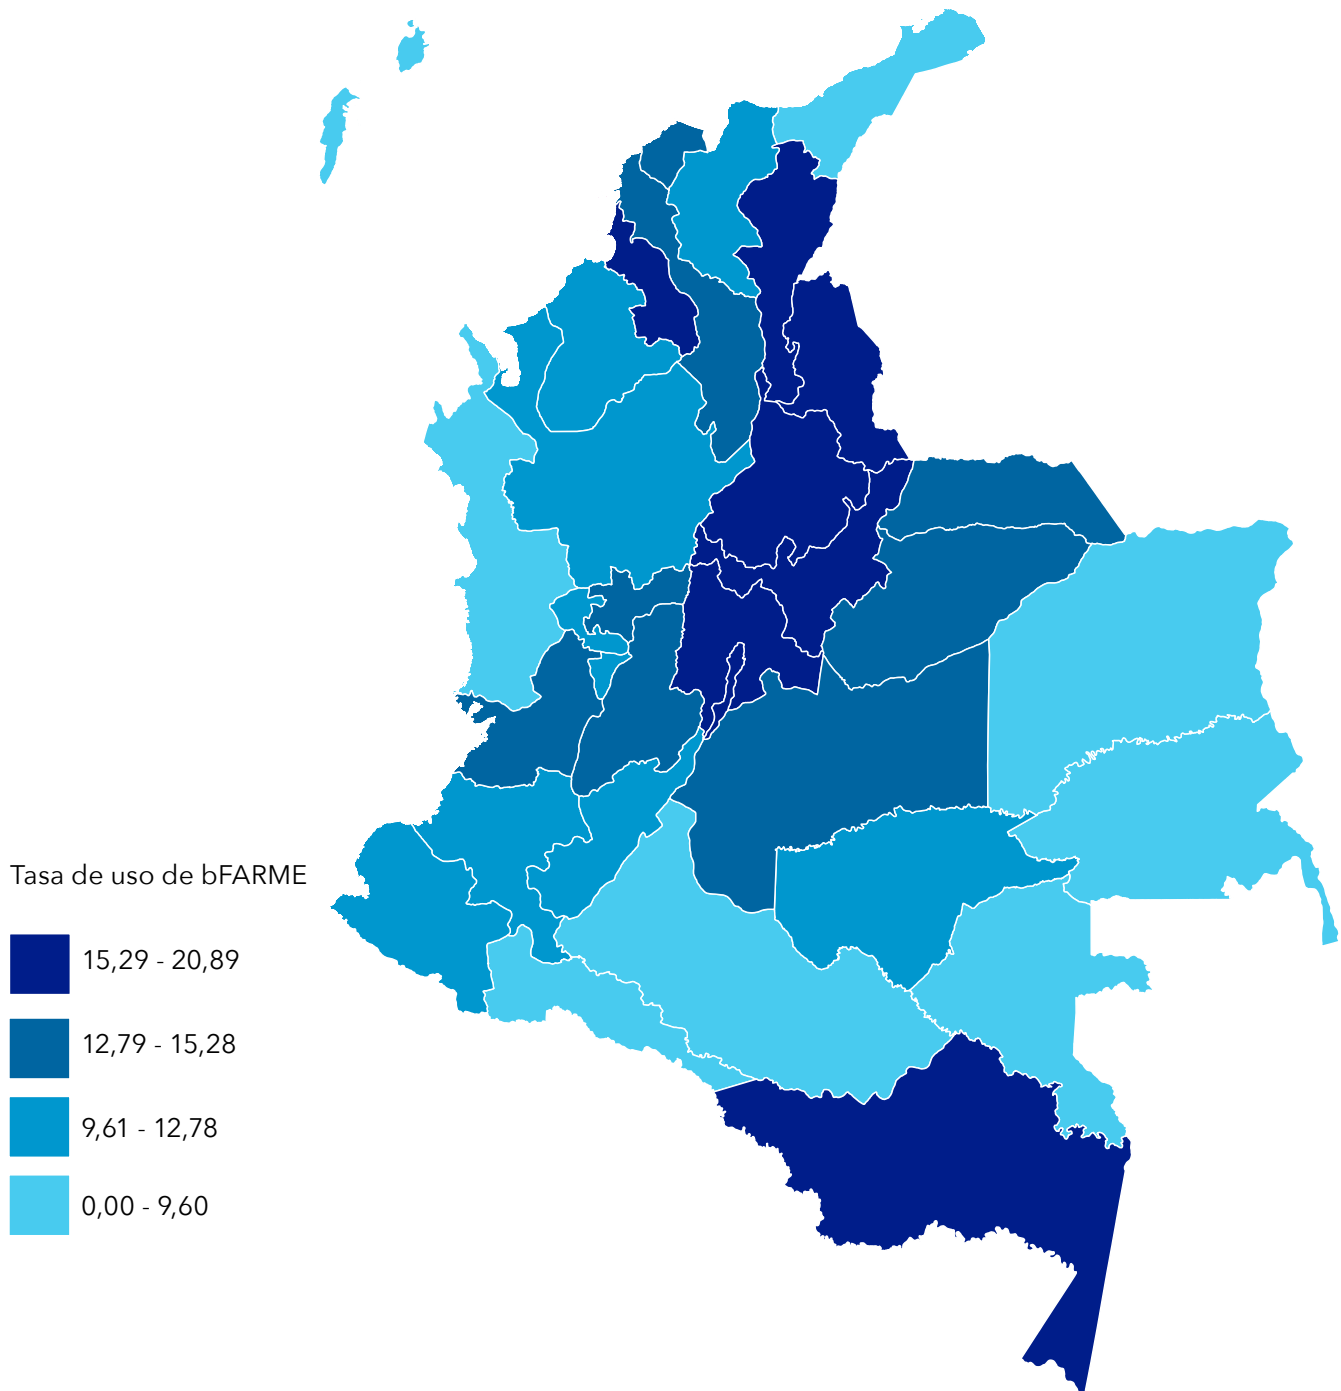 Tasa de uso de bFARME
15,29 - 20,89
12,79 - 15,28
9,61 - 12,78
0,00 - 9,60